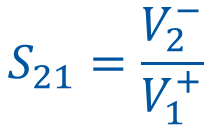 S₂₁ = V₂⁻ / V₁⁺